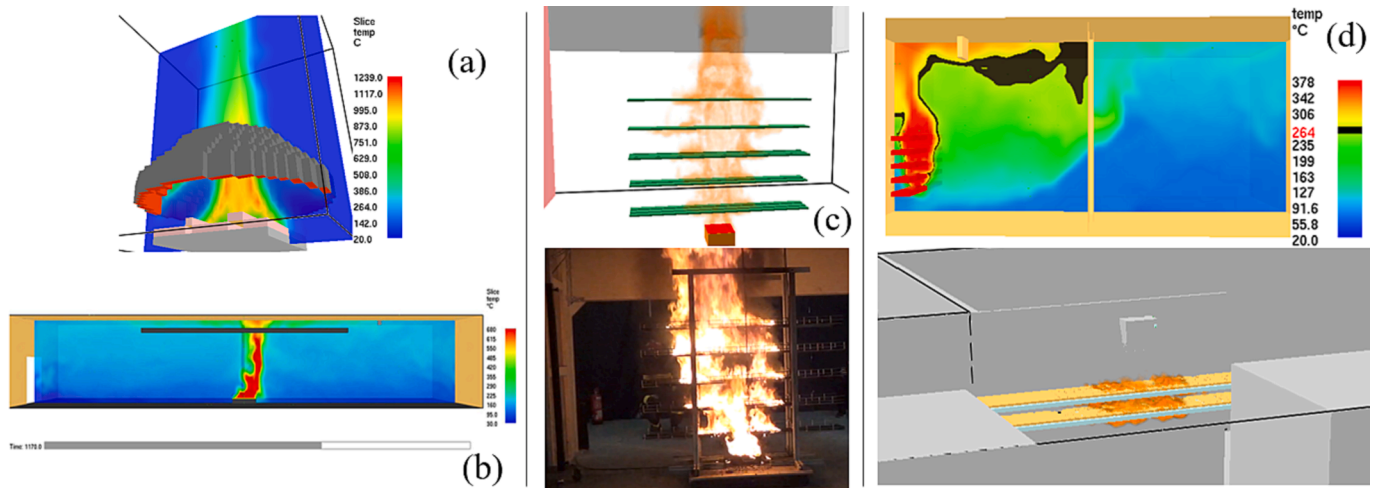 Slice
temp
C
(a)
1239.0
1117.0
995.0
873.0
751.0
629.0
508.0
386.0
264.0
142.0
20.0
Slice
temp
°C
680
615
550
485
420
355
290
225
160
95.0
30.0
Time: 1170.0
(b)
(c)
temp
°C
(d)
378
342
306
264
235
199
163
127
91.6
55.8
20.0